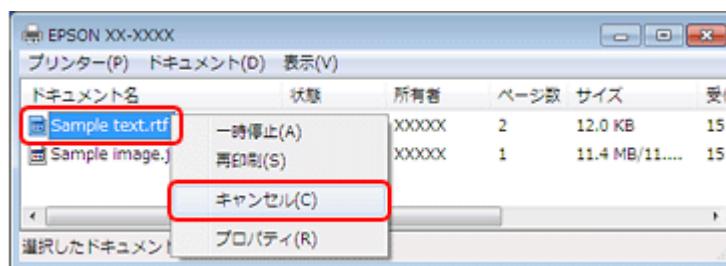 EPSON XX-XXXX
プリンター(P) ドキュメント(D) 表示(V)
ドキュメント名 状態 所有者 ページ数 サイズ 受
Sample text.rtf XXXXX 2 12.0 KB 15
Sample image.j XXXXX 1 11.4 MB/11.... 15
一時停止(A)
再印刷(S)
キャンセル(C)
プロパティ(R)
選択したドキュメント